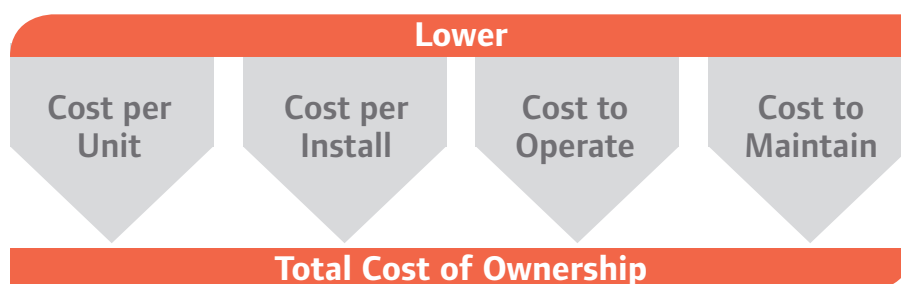 Lower
Cost per
Unit
Cost per
Install
Cost to
Operate
Cost to
Maintain
Total Cost of Ownership